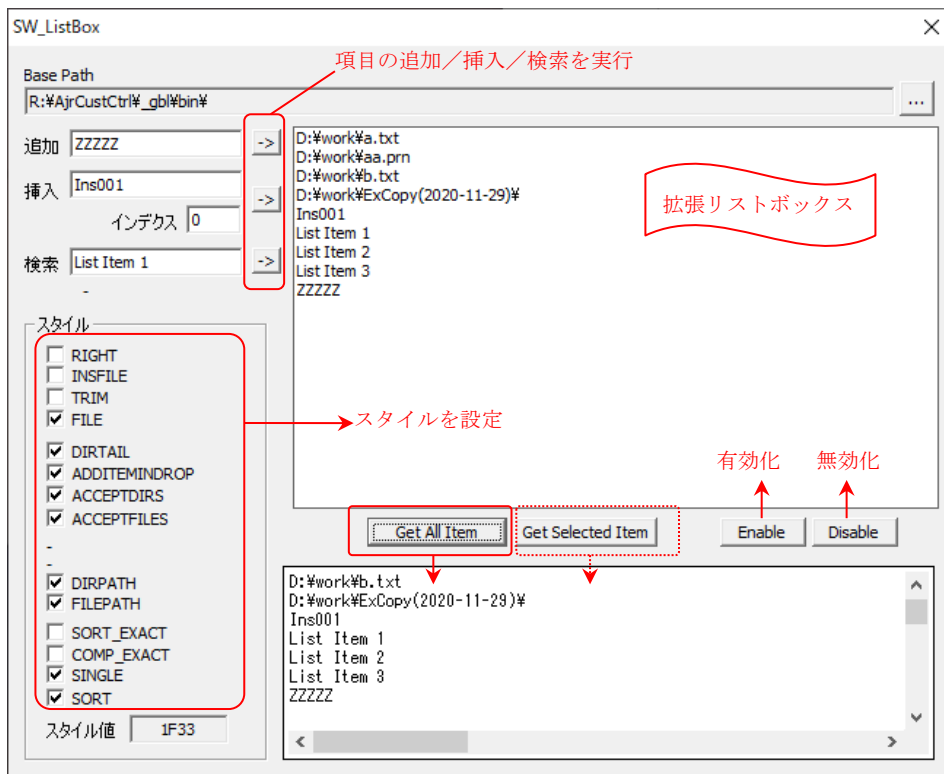 SW_ListBox
項目の追加／挿入／検索を実行
Base Path
R:¥AjrCustCtrl¥_gbl¥bin¥
...
追加 ZZZZZ ->
挿入 Ins001 ->
インデクス 0
検索 List Item 1 ->
-
D:¥work¥a.txt
D:¥work¥aa.prn
D:¥work¥b.txt
D:¥work¥ExCopy(2020-11-29)¥
Ins001
List Item 1
List Item 2
List Item 3
ZZZZZ
拡張リストボックス
スタイル
RIGHT
INSFILE
TRIM
FILE
DIRTAIL
ADDITEMINDROP
ACCEPTDIRS
ACCEPTFILES
-
-
DIRPATH
FILEPATH
SORT_EXACT
COMP_EXACT
SINGLE
SORT
スタイル値 1F33
スタイルを設定
有効化 無効化
Get All Item Get Selected Item Enable Disable
D:¥work¥b.txt
D:¥work¥ExCopy(2020-11-29)¥
Ins001
List Item 1
List Item 2
List Item 3
ZZZZZ